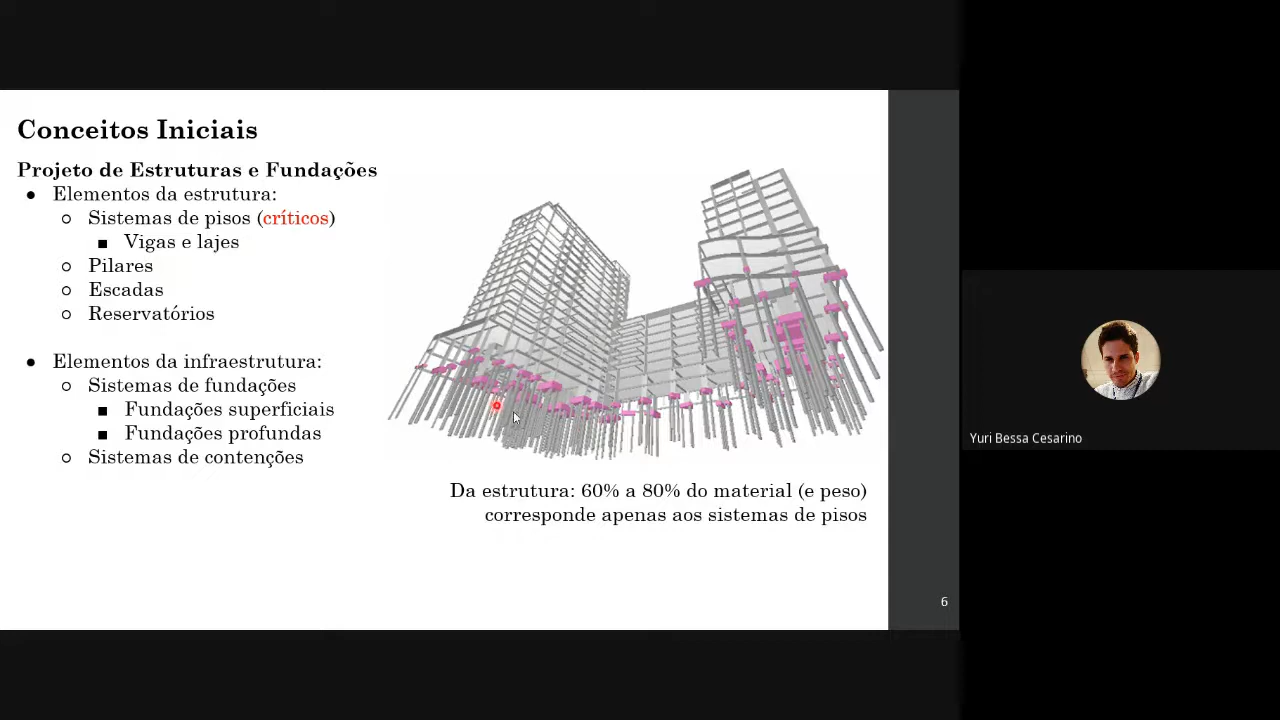 Conceitos Iniciais
Projeto de Estruturas e Fundações
● Elementos da estrutura:
○ Sistemas de pisos (críticos)
■ Vigas e lajes
○ Pilares
○ Escadas
○ Reservatórios
● Elementos da infraestrutura:
○ Sistemas de fundações
■ Fundações superficiais
■ Fundações profundas
○ Sistemas de contenções
Da estrutura: 60% a 80% do material (e peso)
corresponde apenas aos sistemas de pisos
6
Yuri Bessa Cesarino